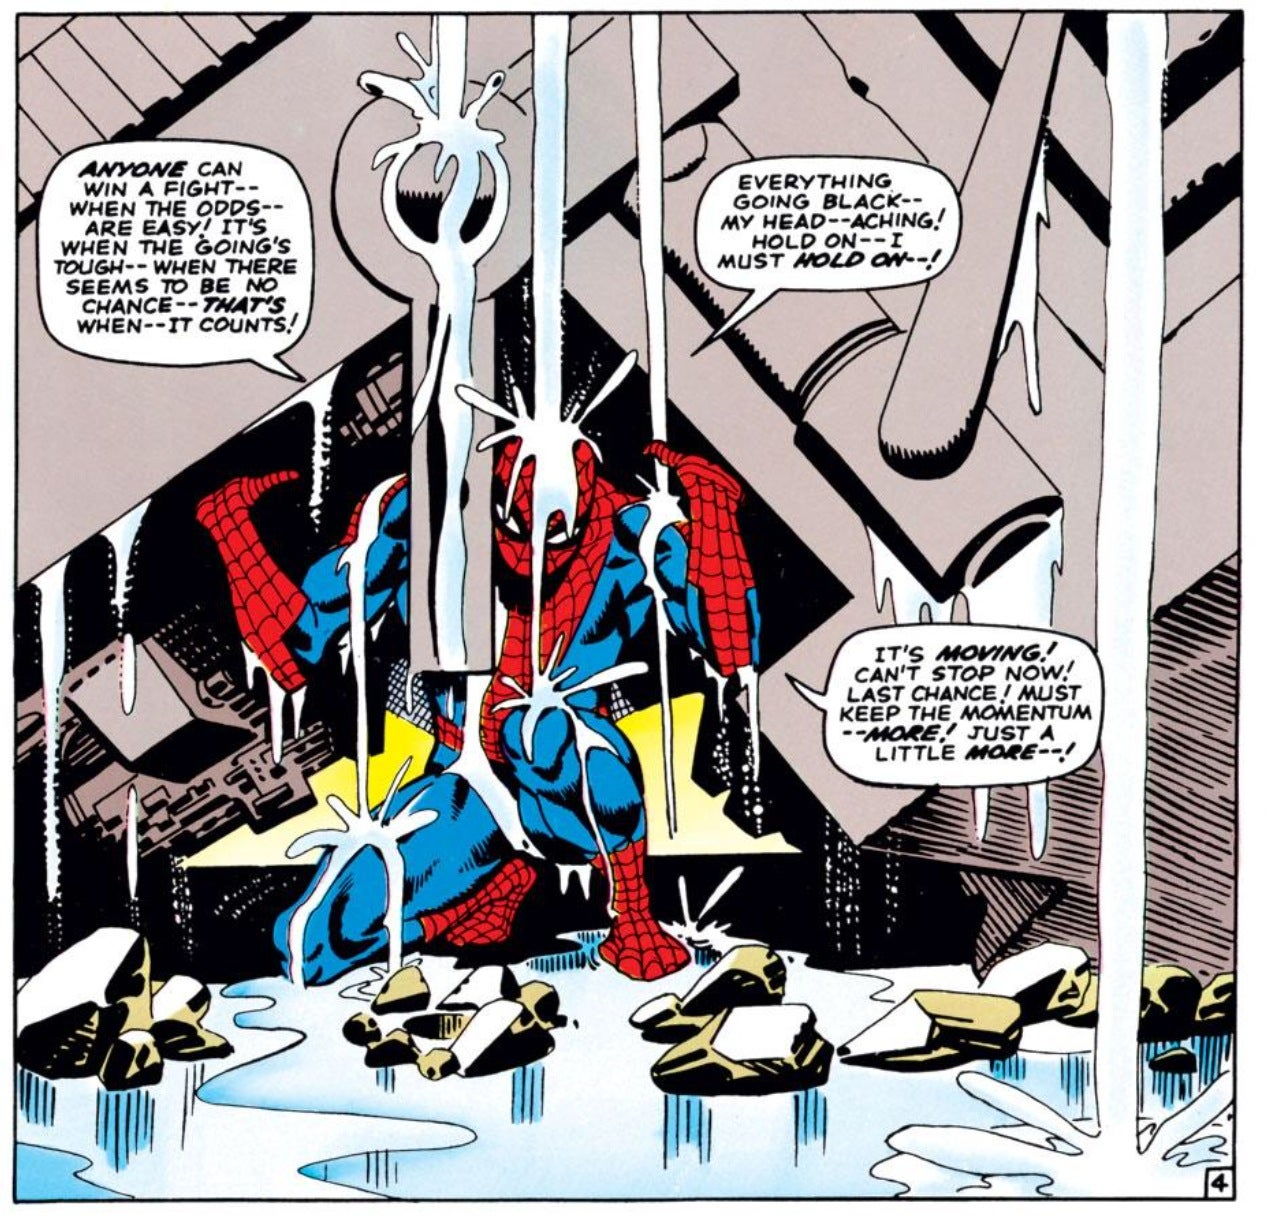 ANYONE CAN
WIN A FIGHT--
WHEN THE ODDS--
ARE EASY! IT'S
WHEN THE GOING'S
TOUGH--WHEN THERE
SEEMS TO BE NO
CHANCE--THAT'S
WHEN--IT COUNTS!
EVERYTHING
GOING BLACK--
MY HEAD--ACHING!
HOLD ON--I
MUST HOLD ON--!
IT'S MOVING!
CAN'T STOP NOW!
LAST CHANCE! MUST
KEEP THE MOMENTUM
--MORE! JUST A
LITTLE MORE--!
4